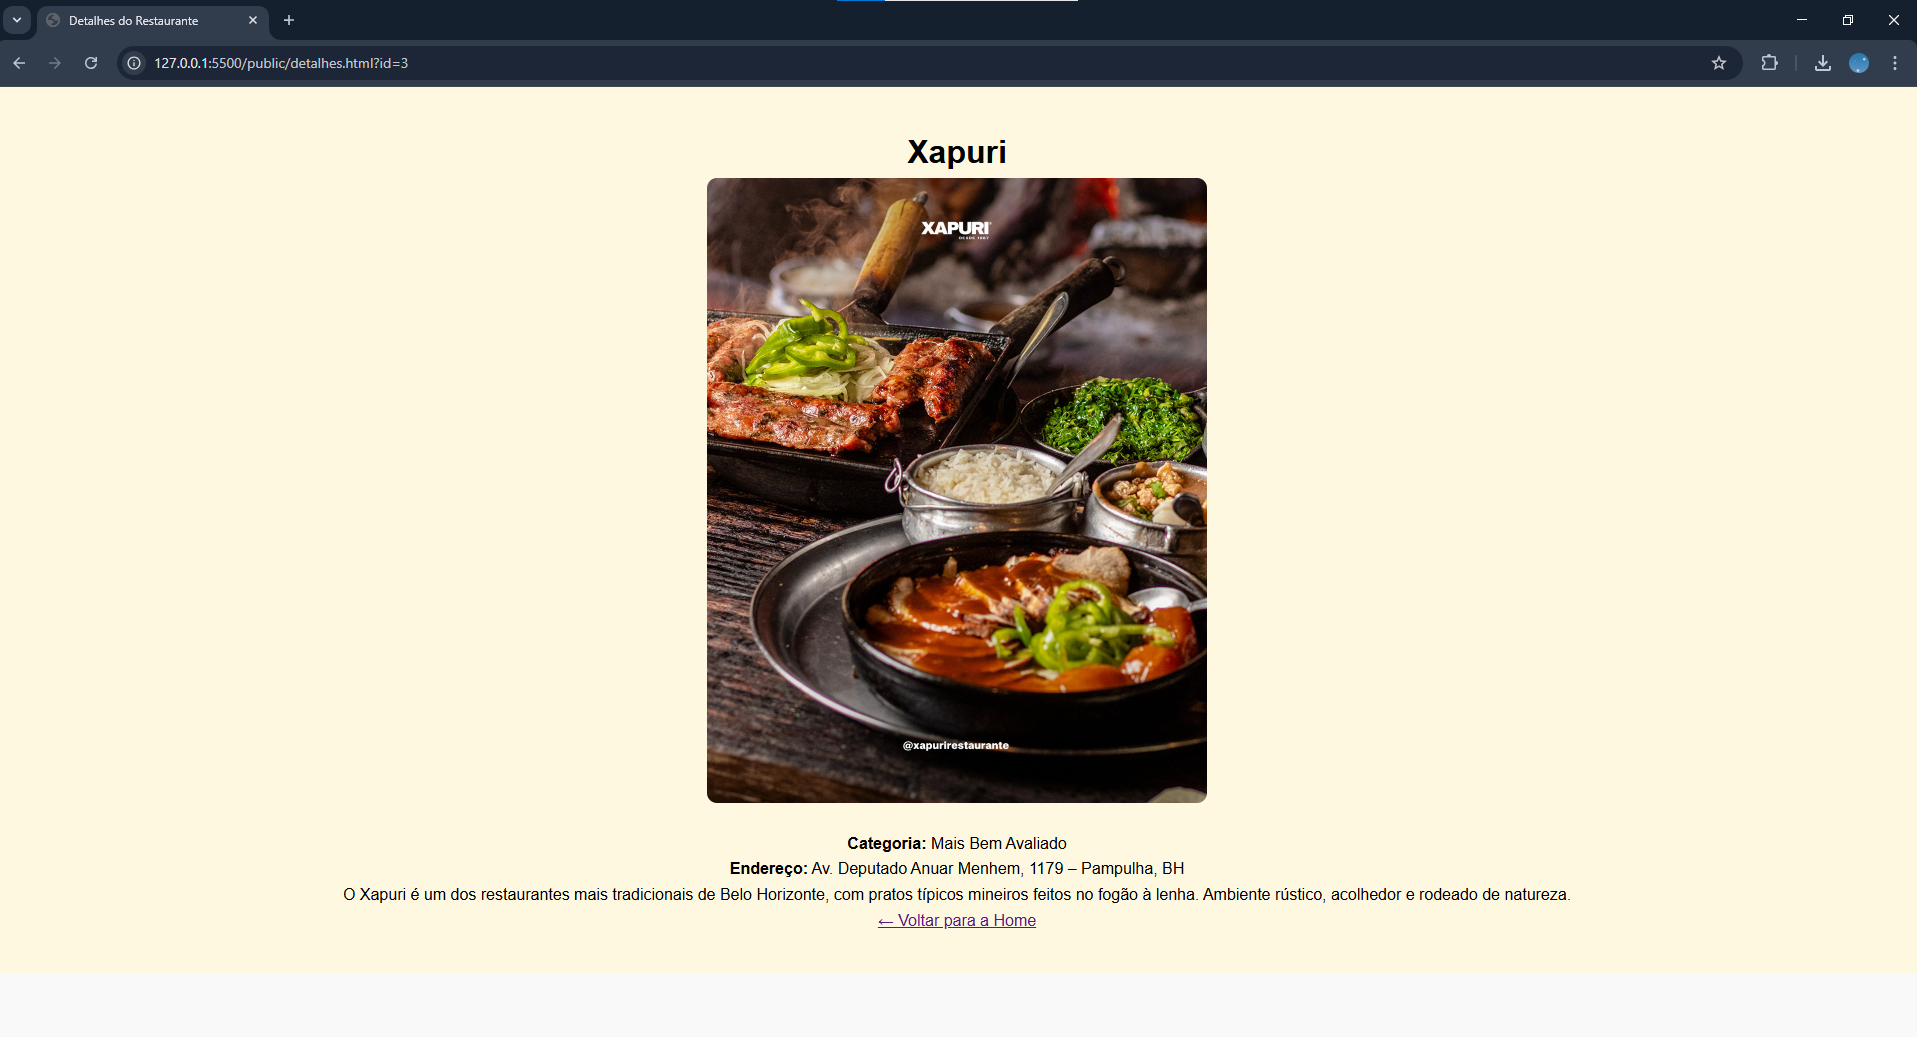 Detalhes do Restaurante
127.0.0.1:5500/public/detalhes.html?id=3
Xapuri
XAPURI
DESDE 1987
@xapurirestaurante
Categoria: Mais Bem Avaliado
Endereço: Av. Deputado Anuar Menhem, 1179 – Pampulha, BH
O Xapuri é um dos restaurantes mais tradicionais de Belo Horizonte, com pratos típicos mineiros feitos no fogão à lenha. Ambiente rústico, acolhedor e rodeado de natureza.
← Voltar para a Home